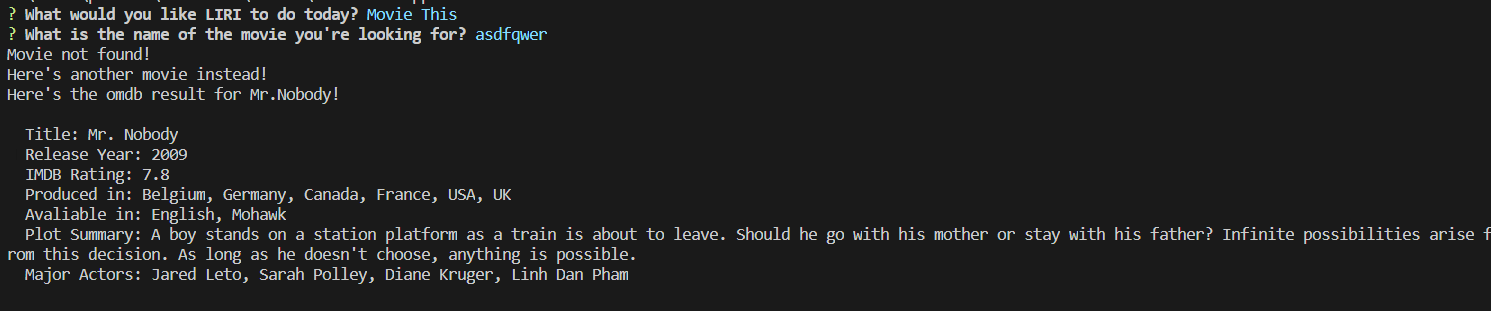 ? What would you like LIRI to do today? Movie This
? What is the name of the movie you're looking for? asdfqwer
Movie not found!
Here's another movie instead!
Here's the omdb result for Mr.Nobody!
Title: Mr. Nobody
Release Year: 2009
IMDB Rating: 7.8
Produced in: Belgium, Germany, Canada, France, USA, UK
Avaliable in: English, Mohawk
Plot Summary: A boy stands on a station platform as a train is about to leave. Should he go with his mother or stay with his father? Infinite possibilities arise f
rom this decision. As long as he doesn't choose, anything is possible.
Major Actors: Jared Leto, Sarah Polley, Diane Kruger, Linh Dan Pham